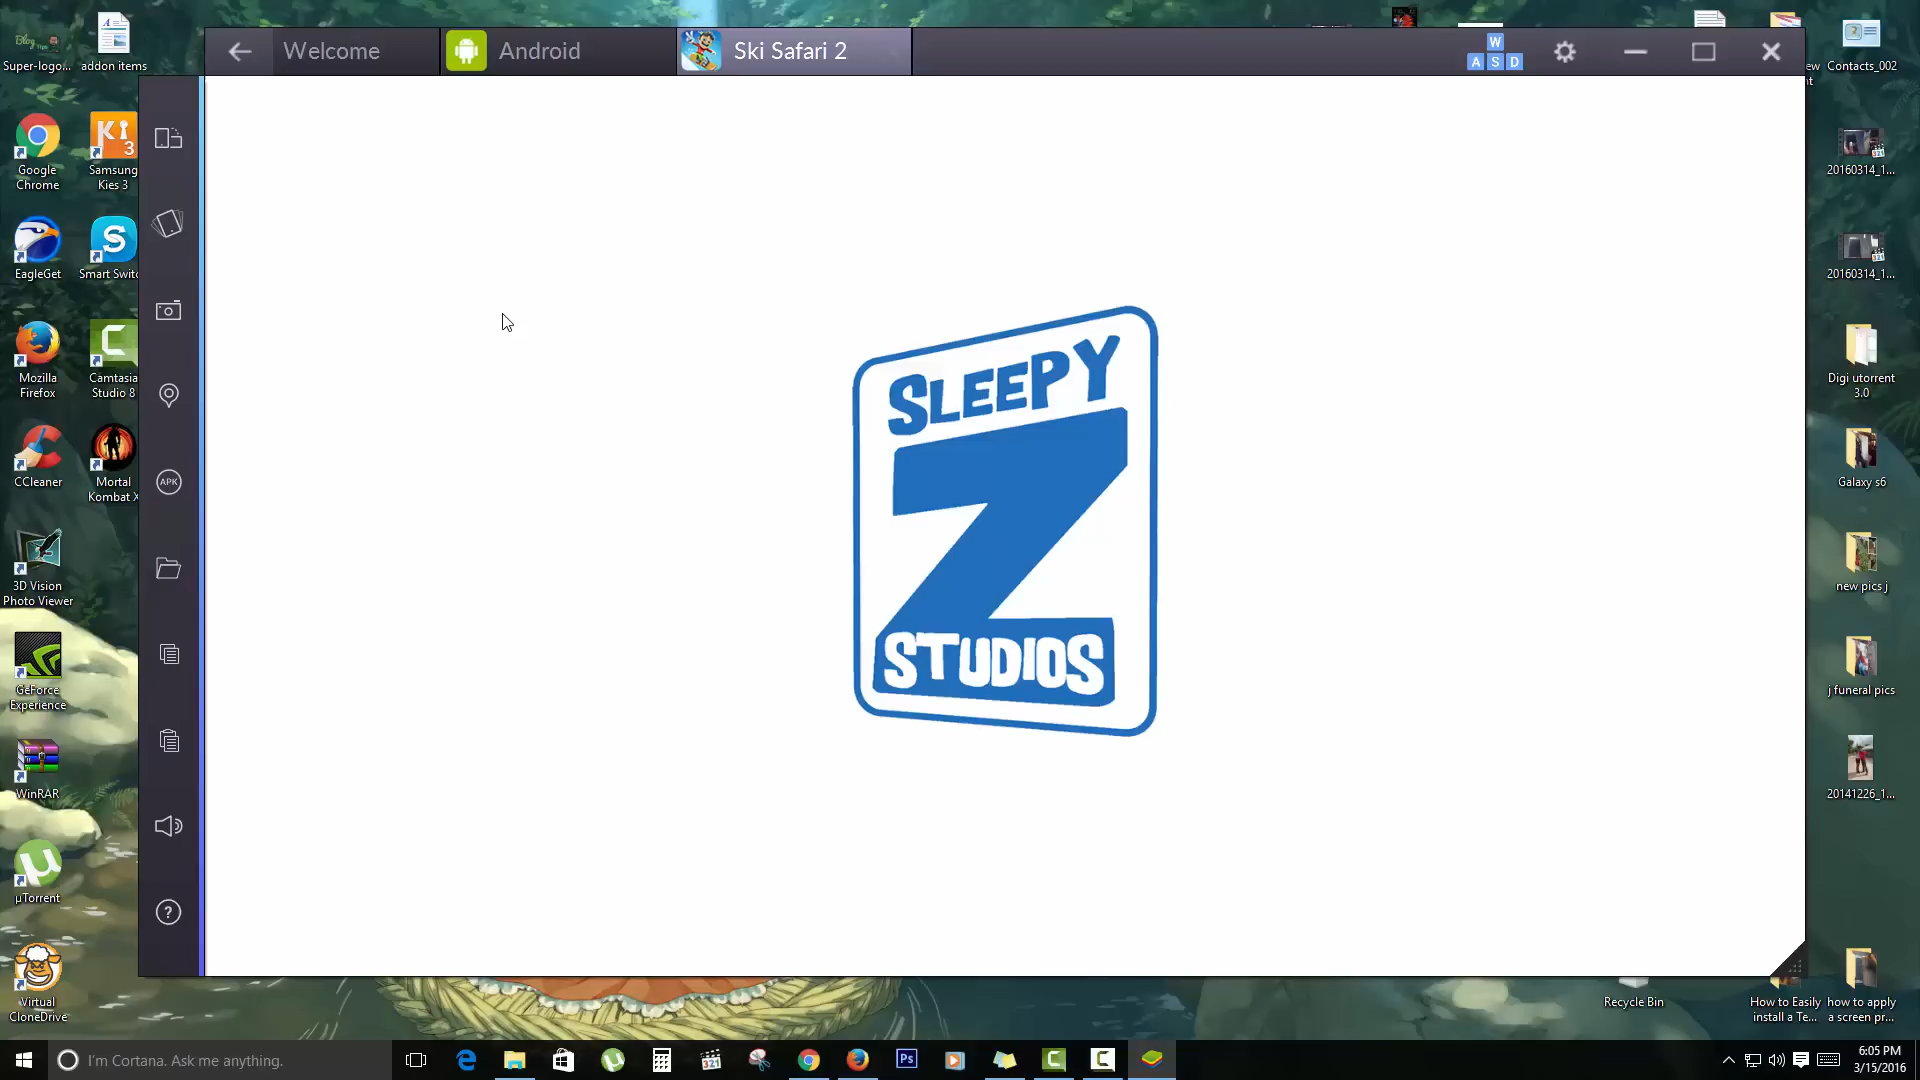 Welcome
Android
Ski Safari 2
W
A S D
SLEEPY
Z
STUDIOS
APK
?
Super-logo...
addon items
Google
Chrome
Samsung
Kies 3
Ki
3
EagleGet
Smart Switc
S
Mozilla
Firefox
Camtasia
Studio 8
CCleaner
Mortal
Kombat X
3D Vision
Photo Viewer
GeForce
Experience
WinRAR
µTorrent
Virtual
CloneDrive
Contacts_002
20160314_1...
20160314_1...
Digi utorrent
3.0
Galaxy s6
new pics j
j funeral pics
20141226_1...
Recycle Bin
How to Easily
install a Te...
how to apply
a screen pr...
I'm Cortana. Ask me anything.
Ps
6:05 PM
3/15/2016